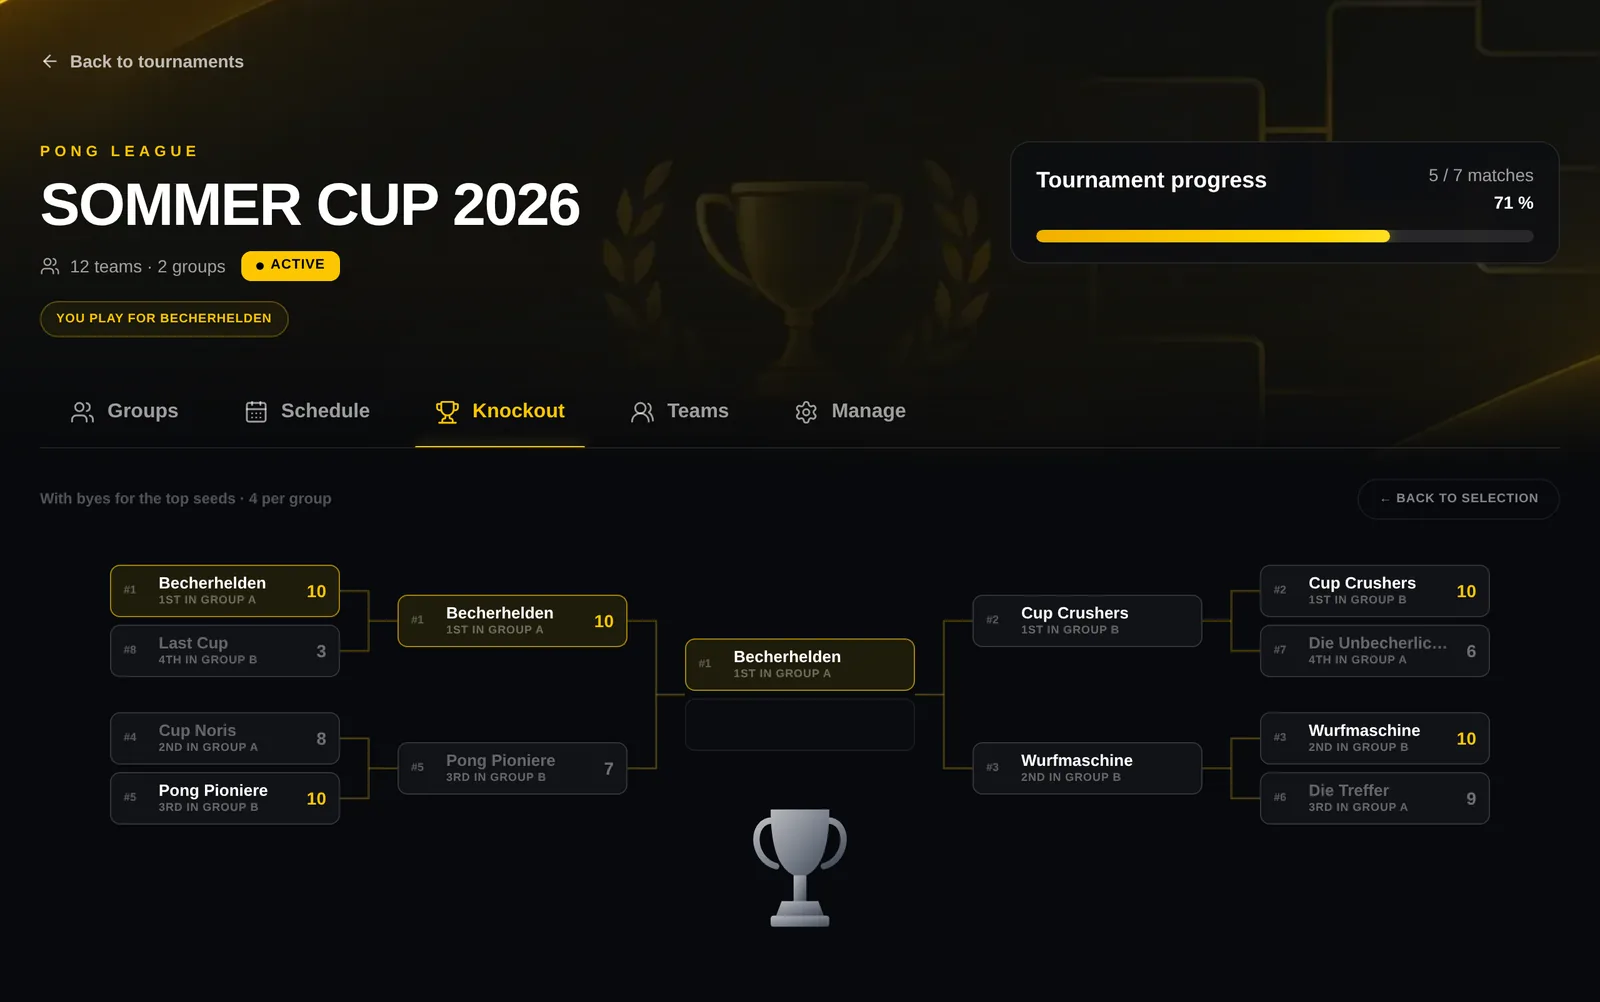 ← Back to tournaments
PONG LEAGUE
SOMMER CUP 2026
12 teams · 2 groups
● ACTIVE
YOU PLAY FOR BECHERHELDEN
Tournament progress
5 / 7 matches
71 %
Groups
Schedule
Knockout
Teams
Manage
With byes for the top seeds · 4 per group
← BACK TO SELECTION
#1 Becherhelden 10
1ST IN GROUP A
#8 Last Cup 3
4TH IN GROUP B
#4 Cup Noris 8
2ND IN GROUP A
#5 Pong Pioniere 10
3RD IN GROUP B
#1 Becherhelden 10
1ST IN GROUP A
#5 Pong Pioniere 7
3RD IN GROUP B
#1 Becherhelden
1ST IN GROUP A
#2 Cup Crushers
1ST IN GROUP B
#3 Wurfmaschine
2ND IN GROUP B
#2 Cup Crushers 10
1ST IN GROUP B
#7 Die Unbecherlic... 6
4TH IN GROUP A
#3 Wurfmaschine 10
2ND IN GROUP B
#6 Die Treffer 9
3RD IN GROUP A